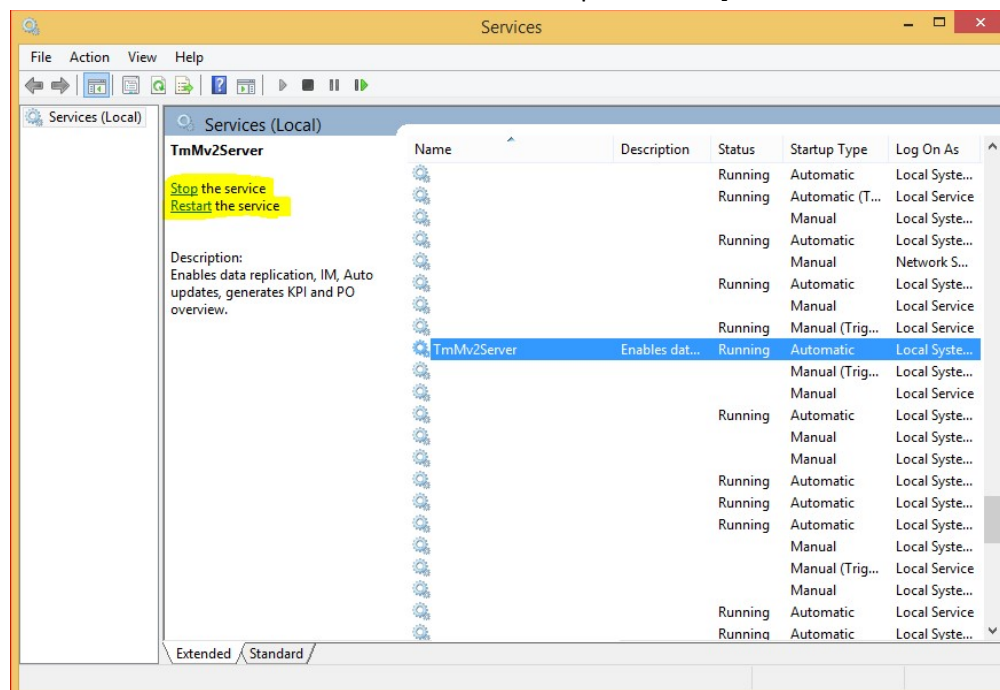 Services
File Action View Help
Services (Local)
Services (Local)
TmMv2Server
Stop the service
Restart the service
Description:
Enables data replication, IM, Auto
updates, generates KPI and PO
overview.
Name Description Status Startup Type Log On As
Running Automatic Local Syste...
Running Automatic (T... Local Service
Manual Local Syste...
Running Automatic Local Syste...
Manual Network S...
Running Automatic Local Syste...
Manual Local Service
Running Manual (Trig... Local Service
TmMv2Server Enables dat... Running Automatic Local Syste...
Manual (Trig... Local Syste...
Manual Local Service
Running Automatic Local Syste...
Manual Local Syste...
Manual Local Syste...
Running Automatic Local Syste...
Running Automatic Local Syste...
Running Automatic Local Syste...
Manual Local Syste...
Manual (Trig... Local Service
Manual Local Syste...
Running Automatic Local Service
Running Automatic Local Syste...
Extended Standard